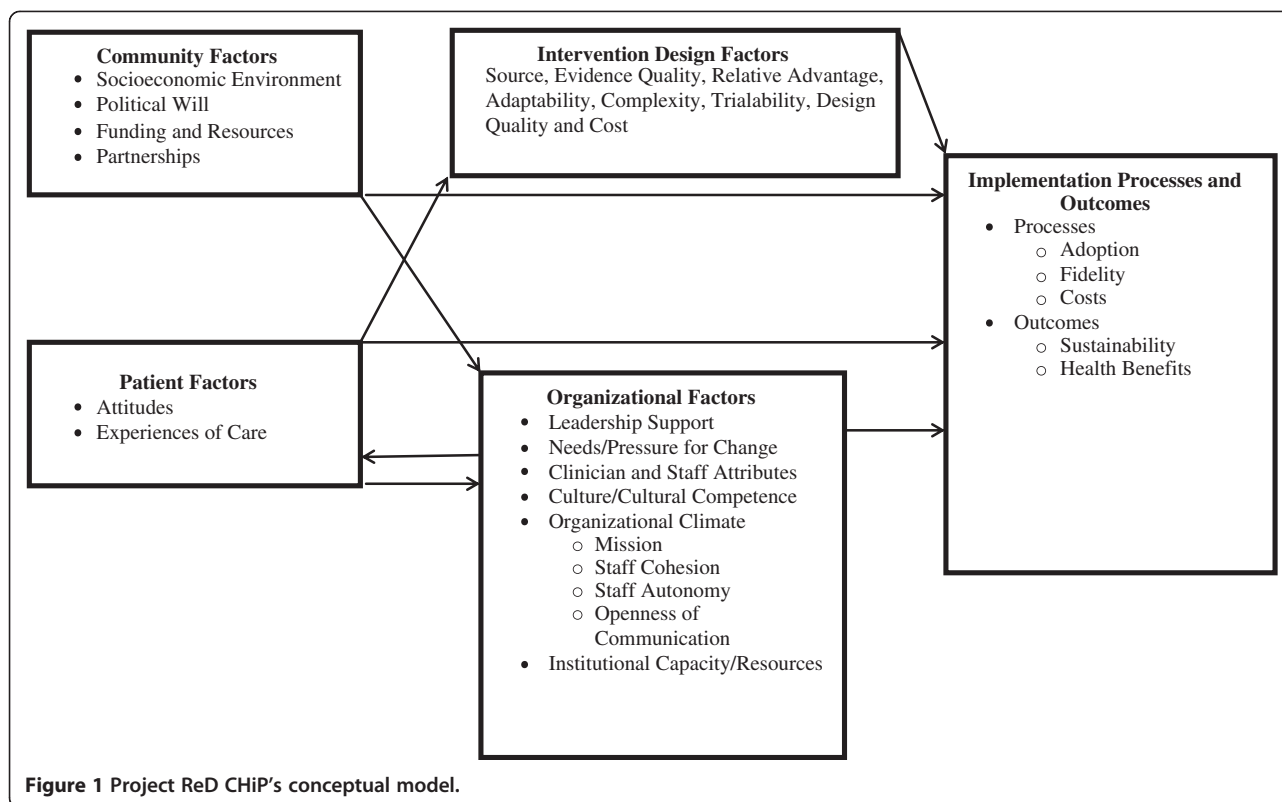 Community Factors
• Socioeconomic Environment
• Political Will
• Funding and Resources
• Partnerships
Intervention Design Factors
Source, Evidence Quality, Relative Advantage,
Adaptability, Complexity, Trialability, Design
Quality and Cost
Implementation Processes and
Outcomes
• Processes
○ Adoption
○ Fidelity
○ Costs
• Outcomes
○ Sustainability
○ Health Benefits
Patient Factors
• Attitudes
• Experiences of Care
Organizational Factors
• Leadership Support
• Needs/Pressure for Change
• Clinician and Staff Attributes
• Culture/Cultural Competence
• Organizational Climate
○ Mission
○ Staff Cohesion
○ Staff Autonomy
○ Openness of
Communication
• Institutional Capacity/Resources
Figure 1 Project ReD CHiP's conceptual model.